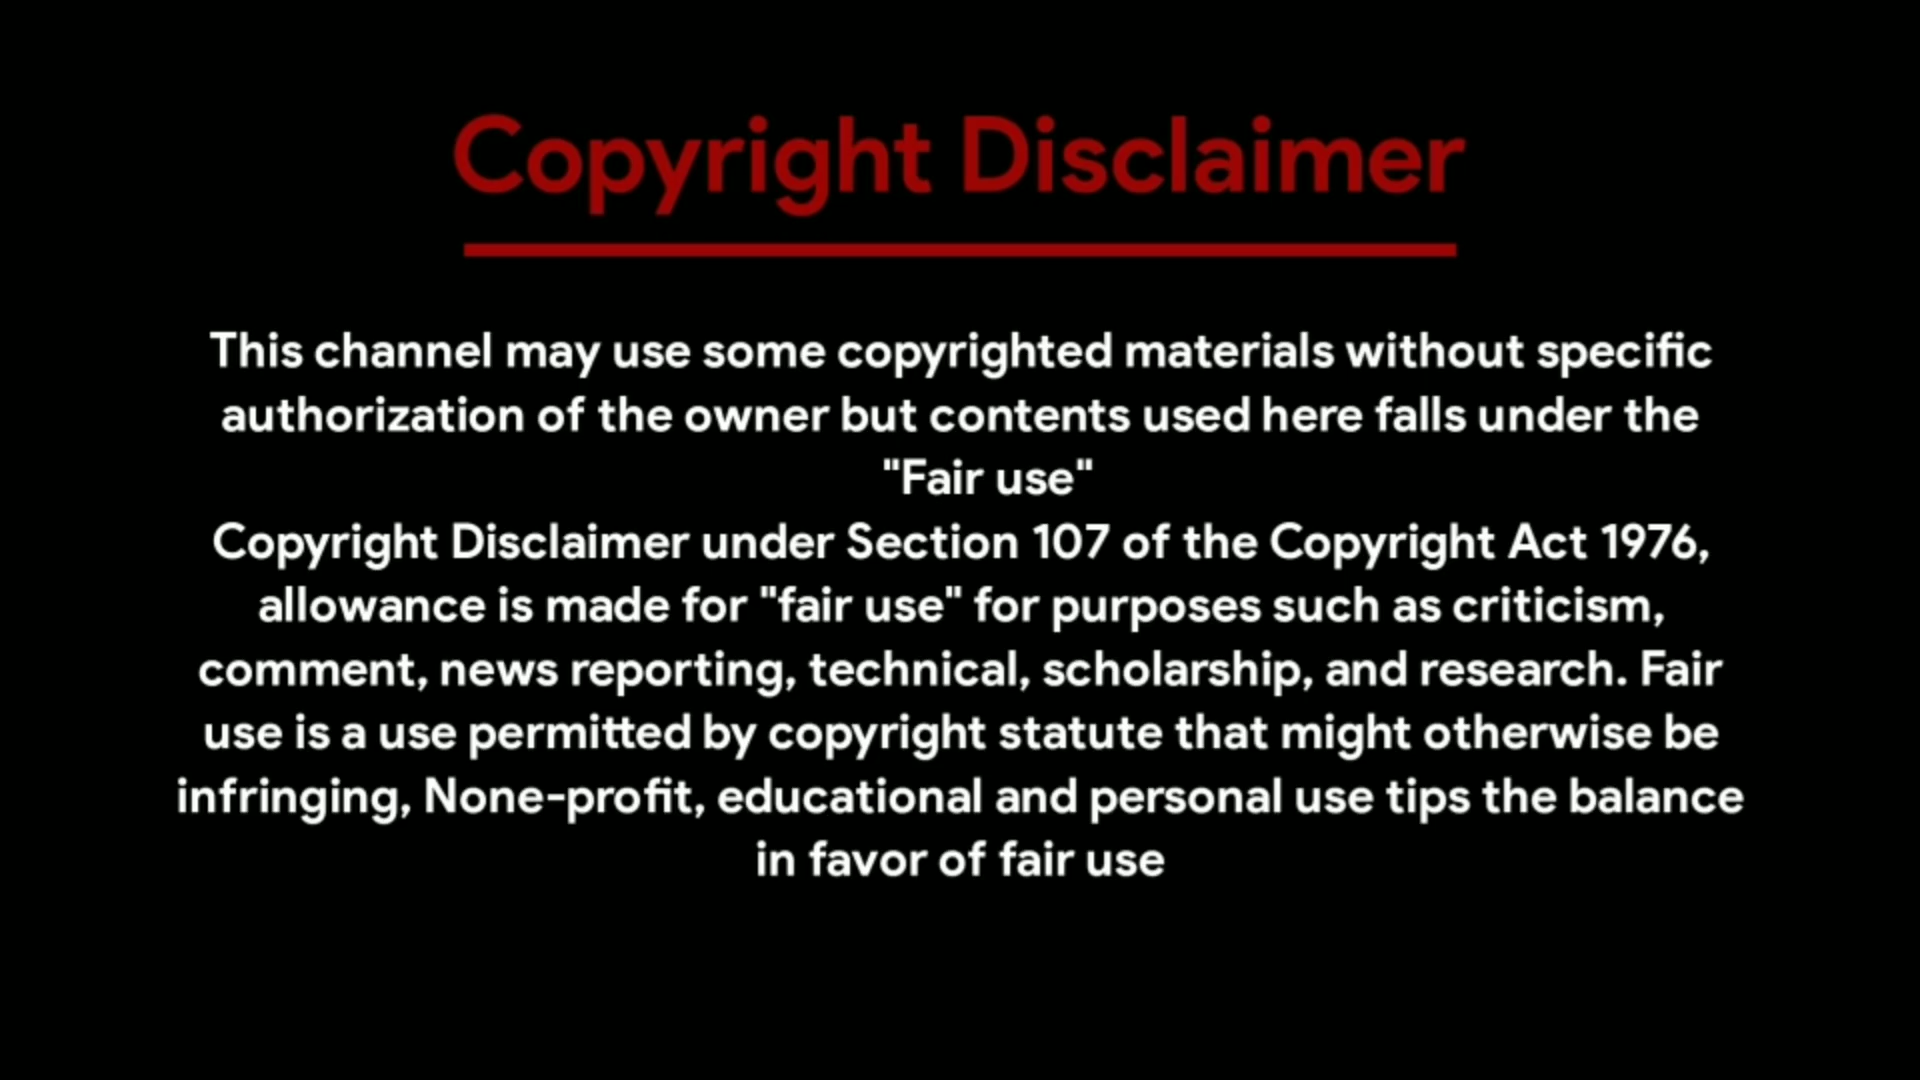 Copyright Disclaimer
This channel may use some copyrighted materials without specific
authorization of the owner but contents used here falls under the
"Fair use"
Copyright Disclaimer under Section 107 of the Copyright Act 1976,
allowance is made for "fair use" for purposes such as criticism,
comment, news reporting, technical, scholarship, and research. Fair
use is a use permitted by copyright statute that might otherwise be
infringing, None-profit, educational and personal use tips the balance
in favor of fair use